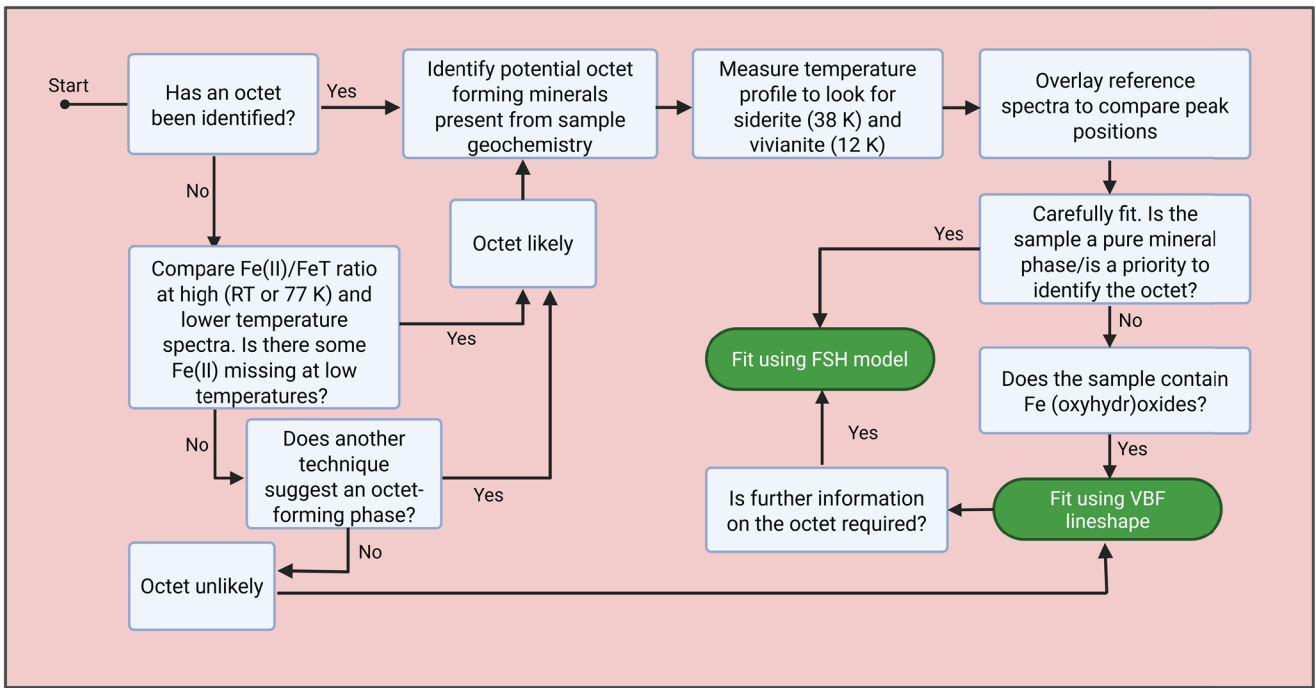 Start
Has an octet
been identified?
Yes
Identify potential octet
forming minerals
present from sample
geochemistry
Measure temperature
profile to look for
siderite (38 K) and
vivianite (12 K)
Overlay reference
spectra to compare peak
positions
No
Octet likely
Carefully fit. Is the
sample a pure mineral
phase/is a priority to
identify the octet?
Yes
No
Compare Fe(II)/FeT ratio
at high (RT or 77 K) and
lower temperature
spectra. Is there some
Fe(II) missing at low
temperatures?
Yes
Fit using FSH model
Does the sample contain
Fe (oxyhydr)oxides?
No
Does another
technique
suggest an octet-
forming phase?
Yes
Yes
Yes
Is further information
on the octet required?
Fit using VBF
lineshape
No
Octet unlikely